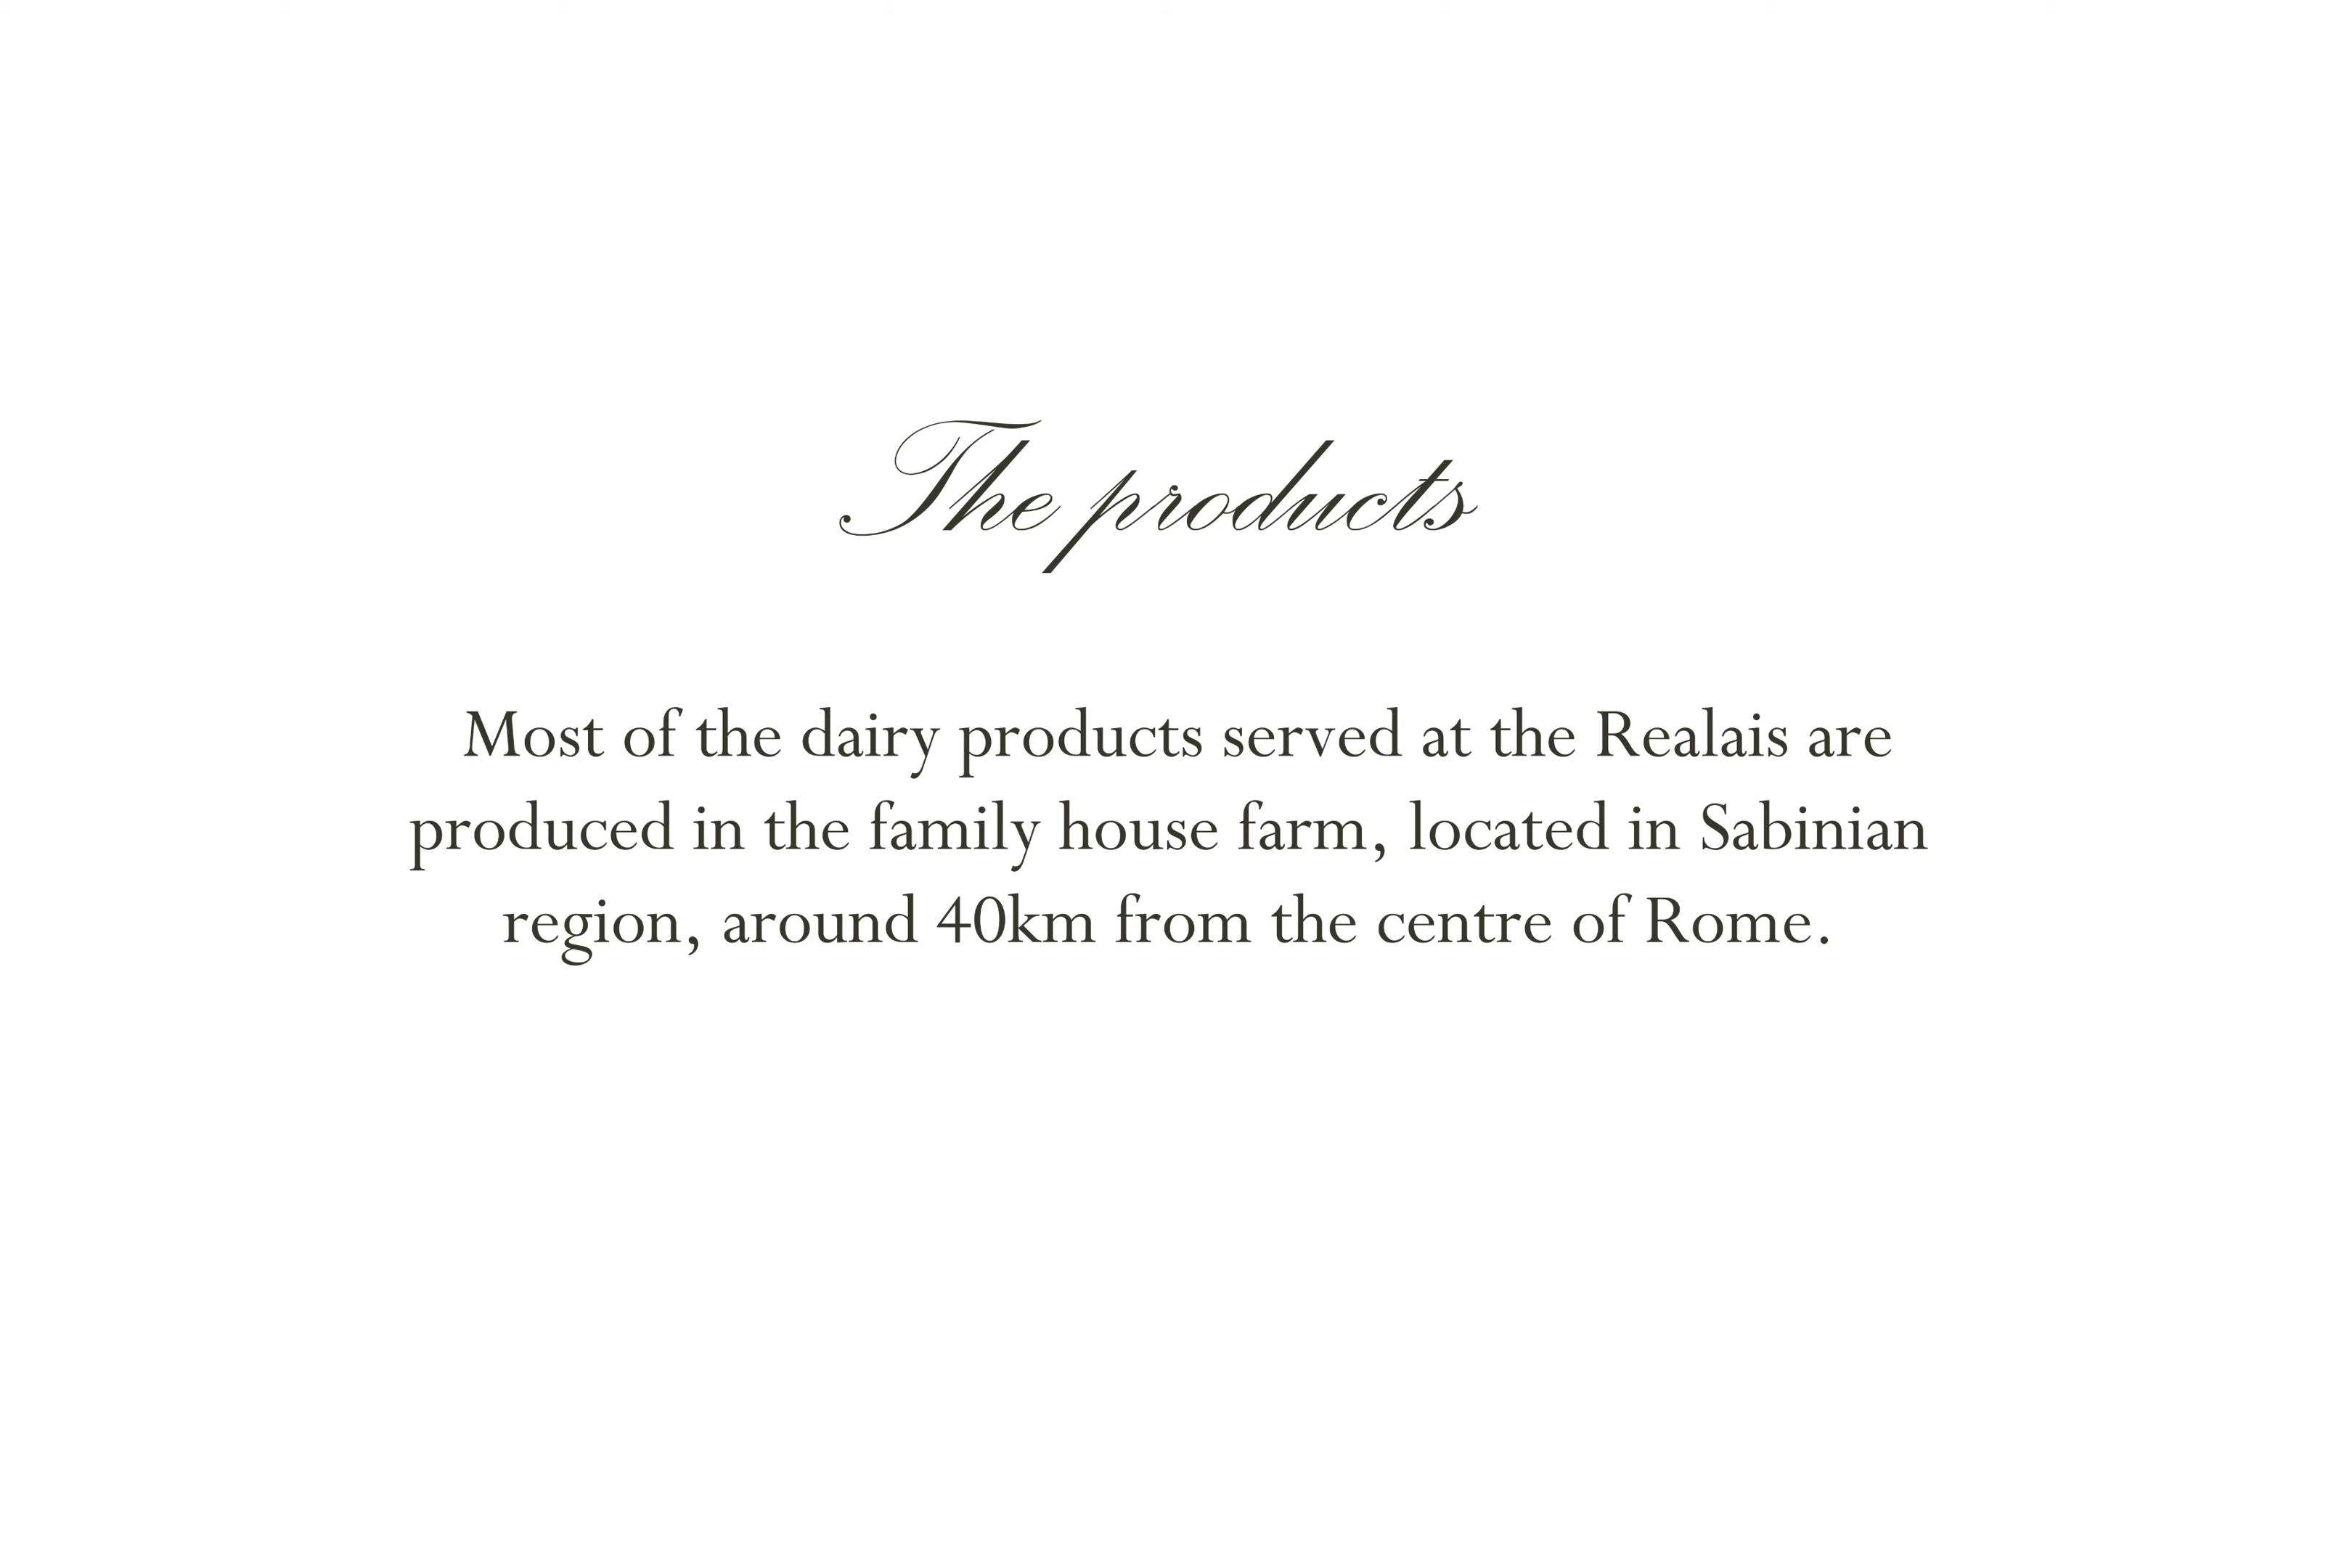 The products
Most of the dairy products served at the Realais are
produced in the family house farm, located in Sabinian
region, around 40km from the centre of Rome.